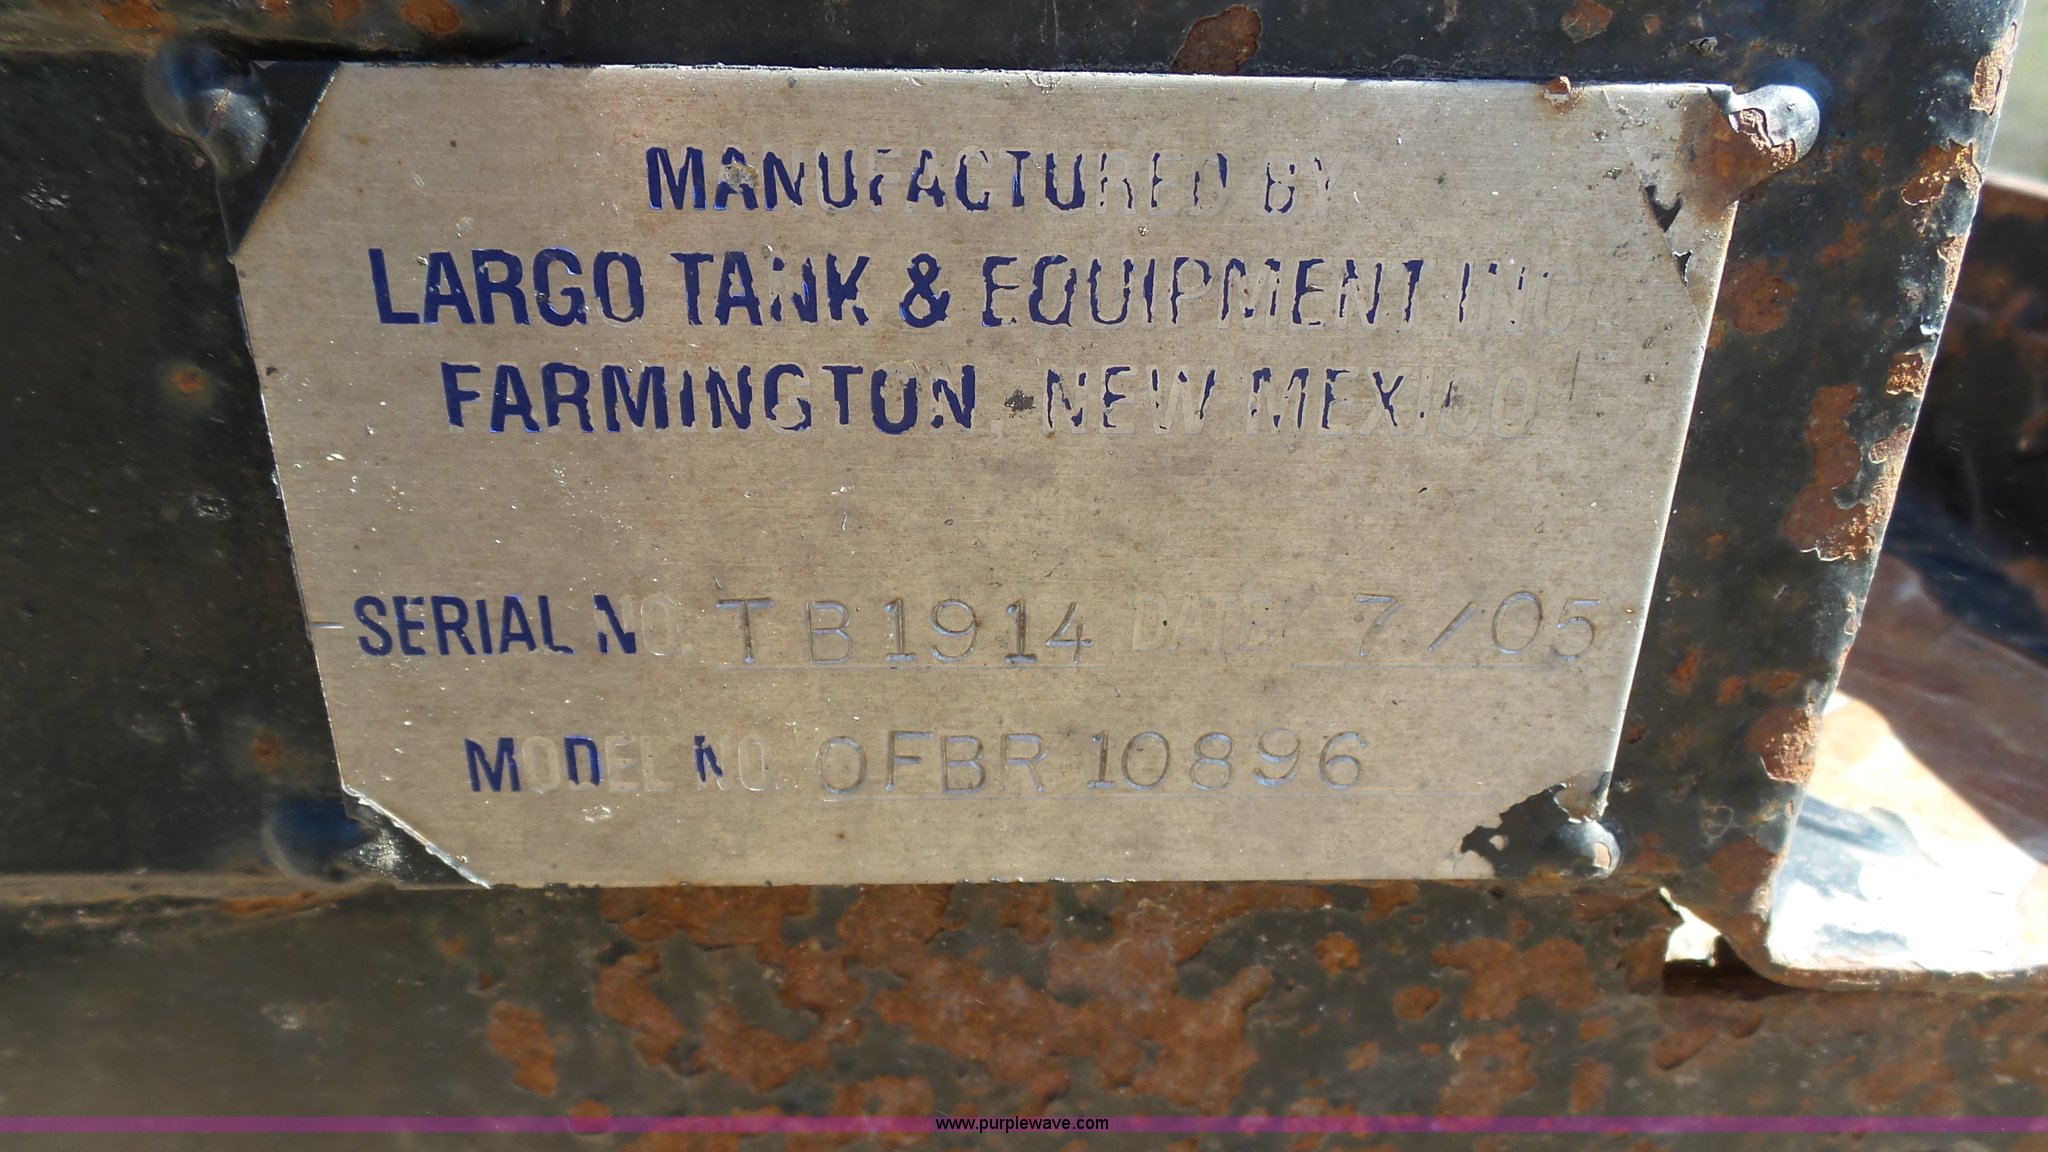 MANUFACTURED BY
LARGO TANK & EQUIPMENT INC.
FARMINGTON, NEW MEXICO
SERIAL NO. TB1914 DATE 7/05
MODEL NO. OFBR 10896
www.purplewave.com